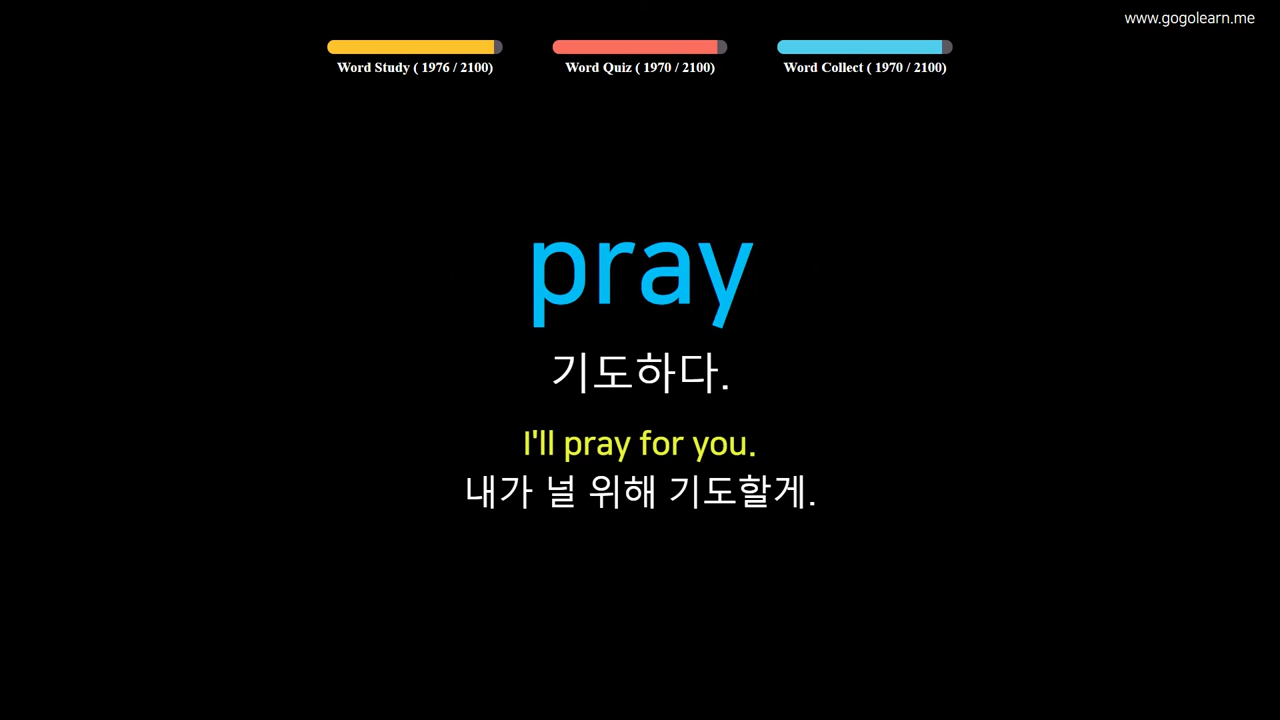 www.gogolearn.me
Word Study ( 1976 / 2100)
Word Quiz ( 1970 / 2100)
Word Collect ( 1970 / 2100)
pray
기도하다.
I'll pray for you.
내가 널 위해 기도할게.